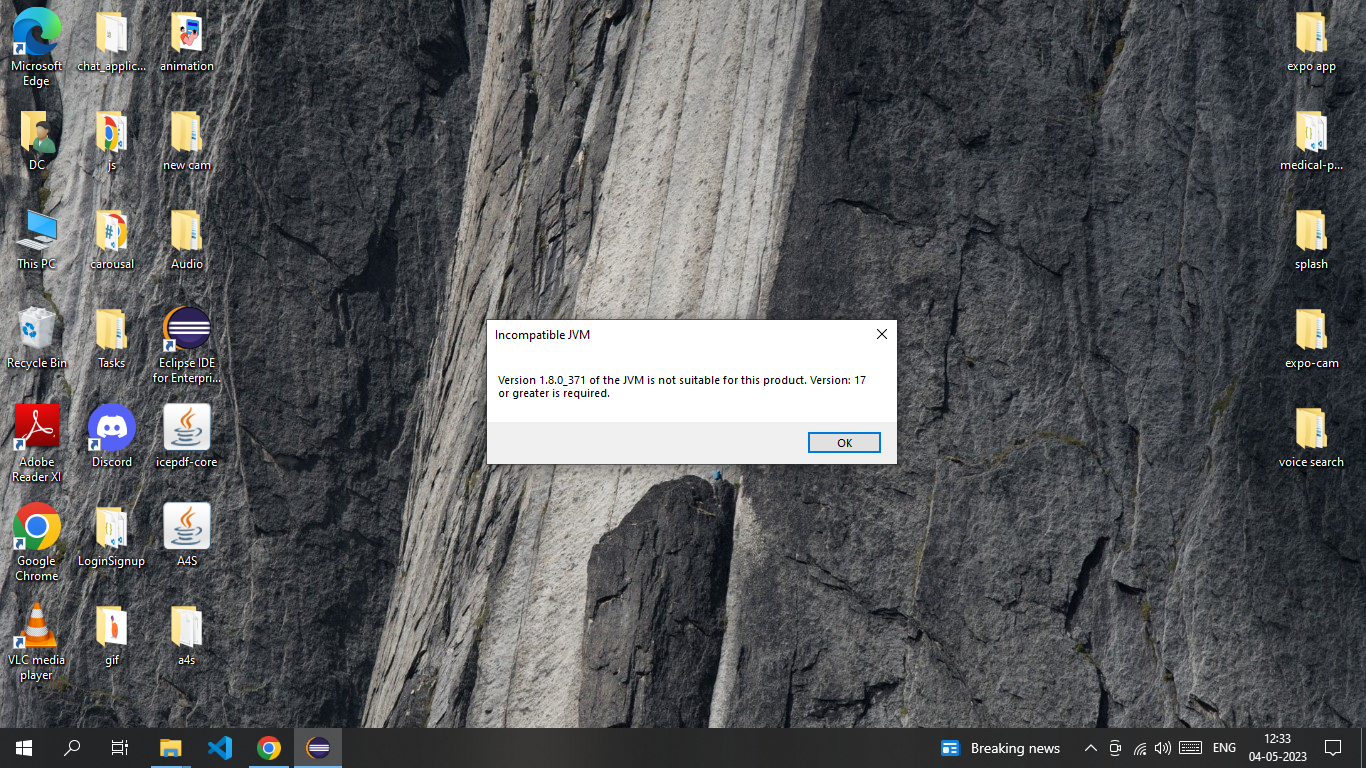 Microsoft
Edge
chat_applic...
animation
expo app
DC
js
new cam
medical-p...
This PC
carousal
Audio
splash
Recycle Bin
Tasks
Eclipse IDE
for Enterpri...
expo-cam
Incompatible JVM
Version 1.8.0_371 of the JVM is not suitable for this product. Version: 17
or greater is required.
OK
Adobe
Reader XI
Discord
icepdf-core
voice search
Google
Chrome
LoginSignup
A4S
VLC media
player
gif
a4s
Breaking news
ENG
12:33
04-05-2023